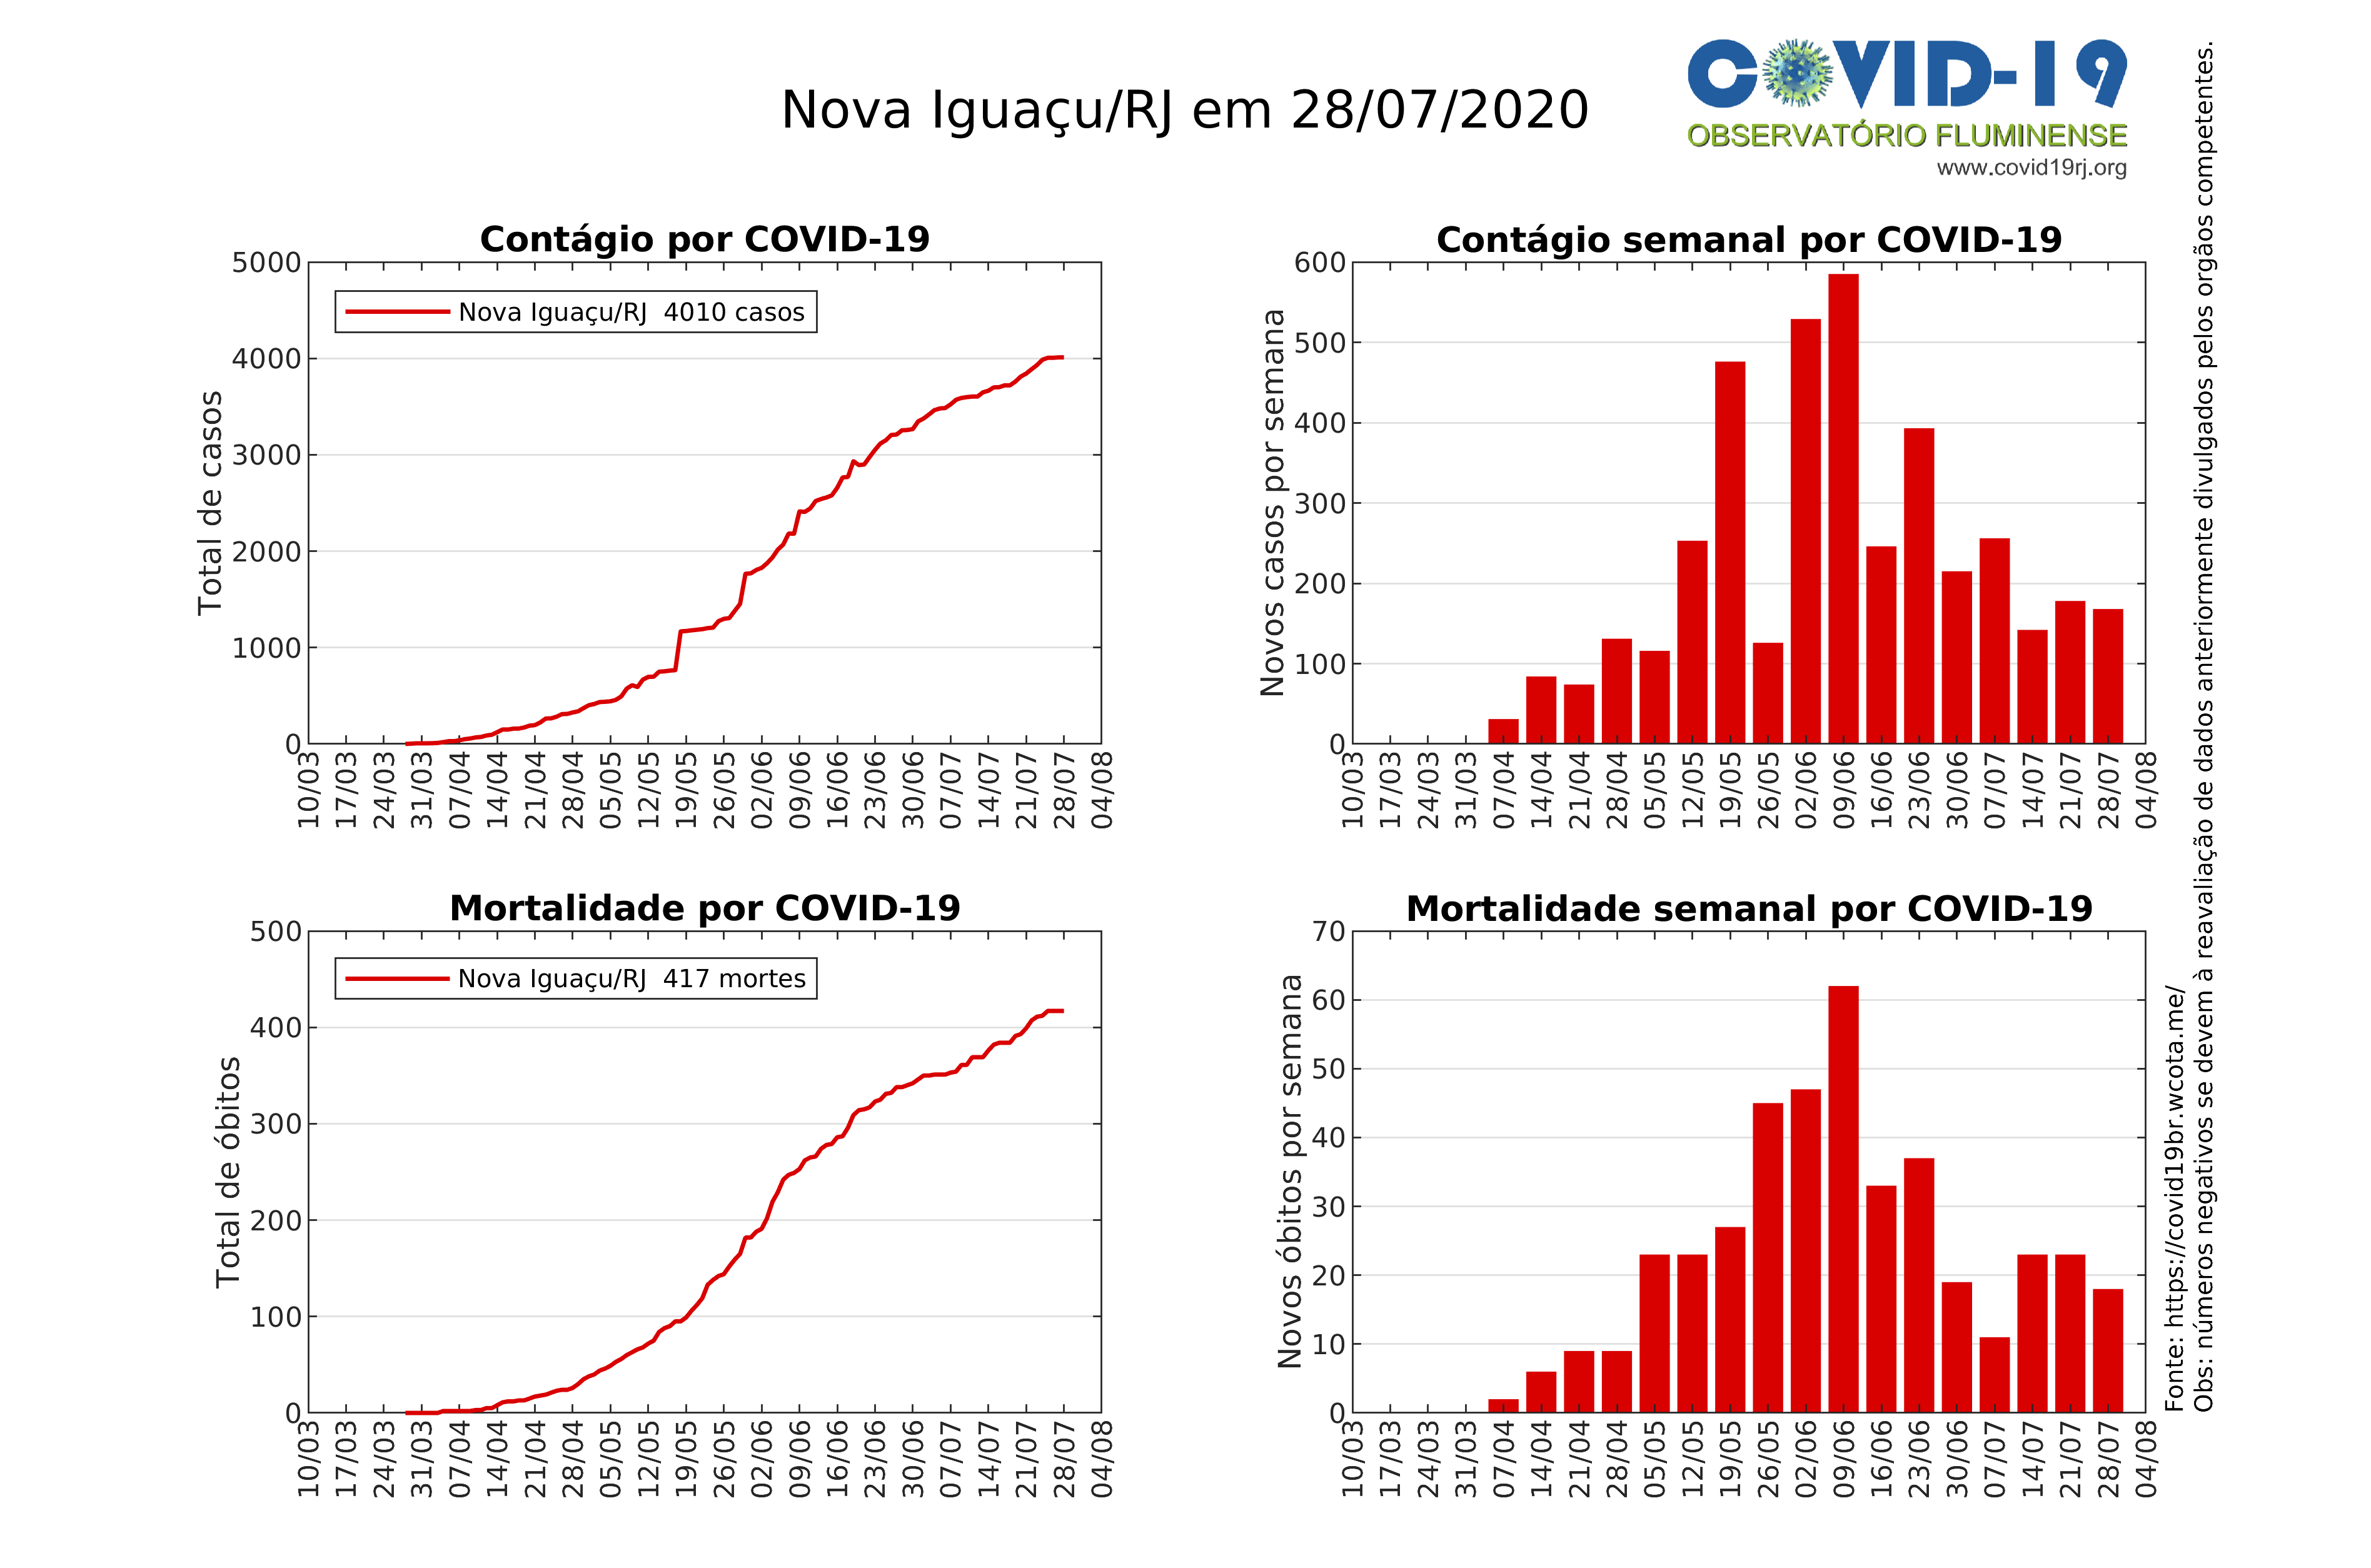 Nova Iguaçu/RJ em 28/07/2020
COVID-19
OBSERVATÓRIO FLUMINENSE
www.covid19rj.org
Contágio por COVID-19
Nova Iguaçu/RJ 4010 casos
Total de casos
5000
4000
3000
2000
1000
0
10/03 17/03 24/03 31/03 07/04 14/04 21/04 28/04 05/05 12/05 19/05 26/05 02/06 09/06 16/06 23/06 30/06 07/07 14/07 21/07 28/07 04/08
Contágio semanal por COVID-19
Novos casos por semana
600
500
400
300
200
100
0
10/03 17/03 24/03 31/03 07/04 14/04 21/04 28/04 05/05 12/05 19/05 26/05 02/06 09/06 16/06 23/06 30/06 07/07 14/07 21/07 28/07 04/08
Mortalidade por COVID-19
Nova Iguaçu/RJ 417 mortes
Total de óbitos
500
400
300
200
100
0
10/03 17/03 24/03 31/03 07/04 14/04 21/04 28/04 05/05 12/05 19/05 26/05 02/06 09/06 16/06 23/06 30/06 07/07 14/07 21/07 28/07 04/08
Mortalidade semanal por COVID-19
Novos óbitos por semana
70
60
50
40
30
20
10
0
10/03 17/03 24/03 31/03 07/04 14/04 21/04 28/04 05/05 12/05 19/05 26/05 02/06 09/06 16/06 23/06 30/06 07/07 14/07 21/07 28/07 04/08
Fonte: https://covid19br.wcota.me/
Obs: números negativos se devem à reavaliação de dados anteriormente divulgados pelos orgãos competentes.